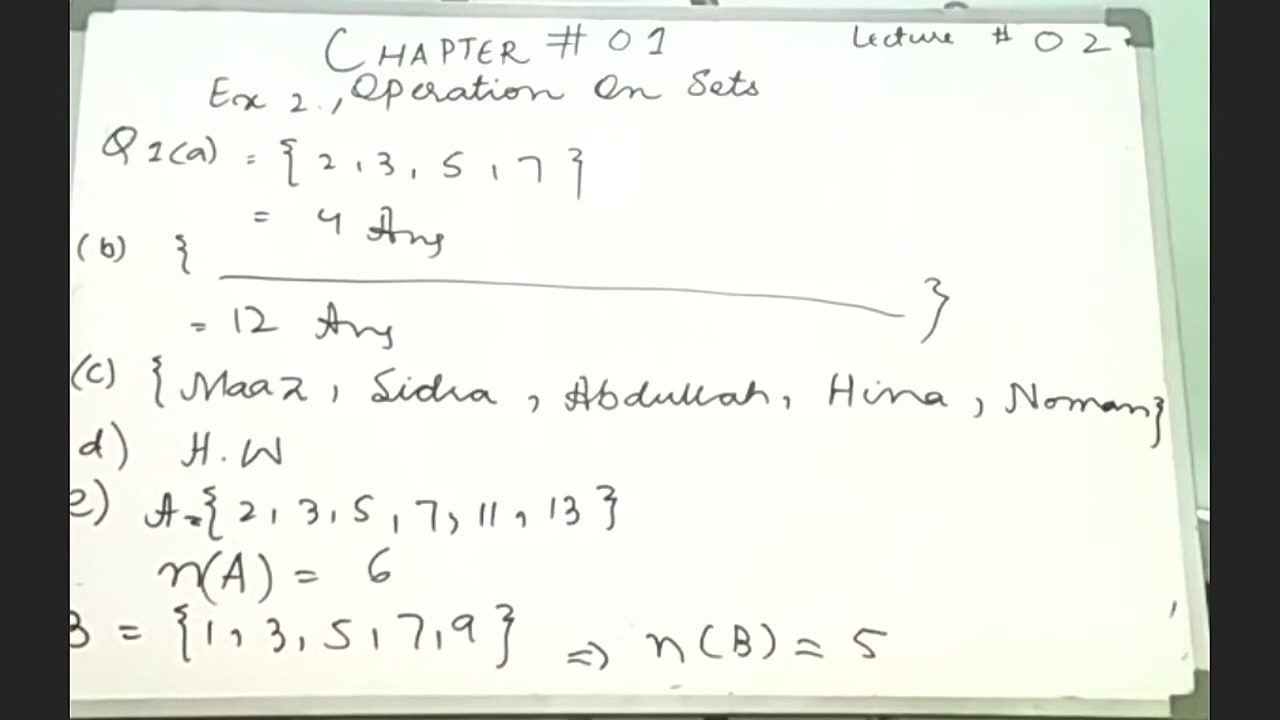 CHAPTER # 01
Lecture # 02
Ex 2., Operation On Sets
Q1(a) = { 2, 3, 5, 7 }
= 4 Ans
(b) { }
= 12 Ans
(c) { Maaz, Sidra, Abdullah, Hina, Noman}
d) H.W
e) A = { 2, 3, 5, 7, 11, 13 }
n(A) = 6
B = { 1, 3, 5, 7, 9 } ⇒ n(B) = 5